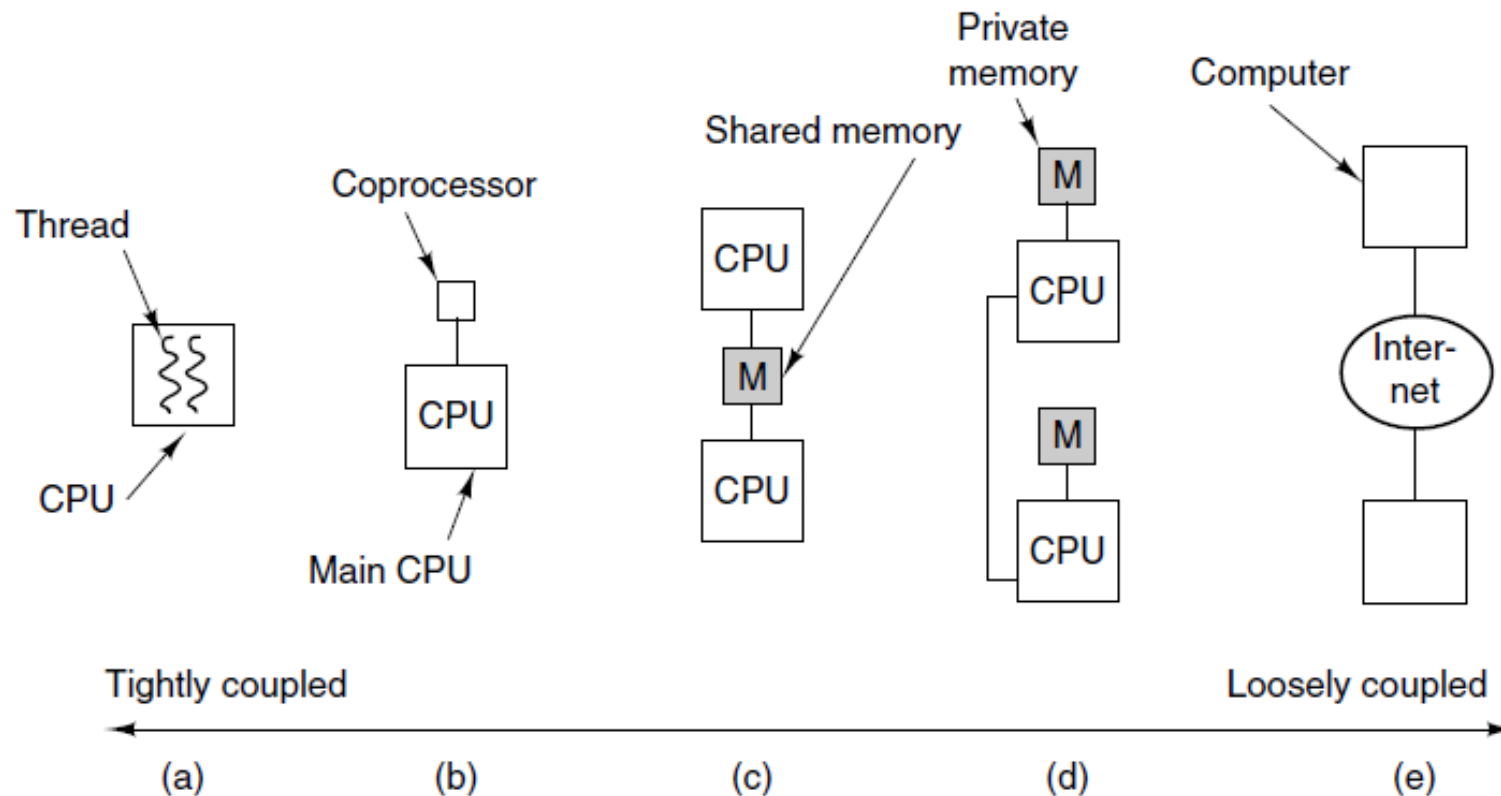 Thread
CPU
Coprocessor
CPU
Main CPU
Shared memory
CPU
M
CPU
Private
memory
M
CPU
M
CPU
Computer
Inter-
net
Tightly coupled
Loosely coupled
(a)
(b)
(c)
(d)
(e)